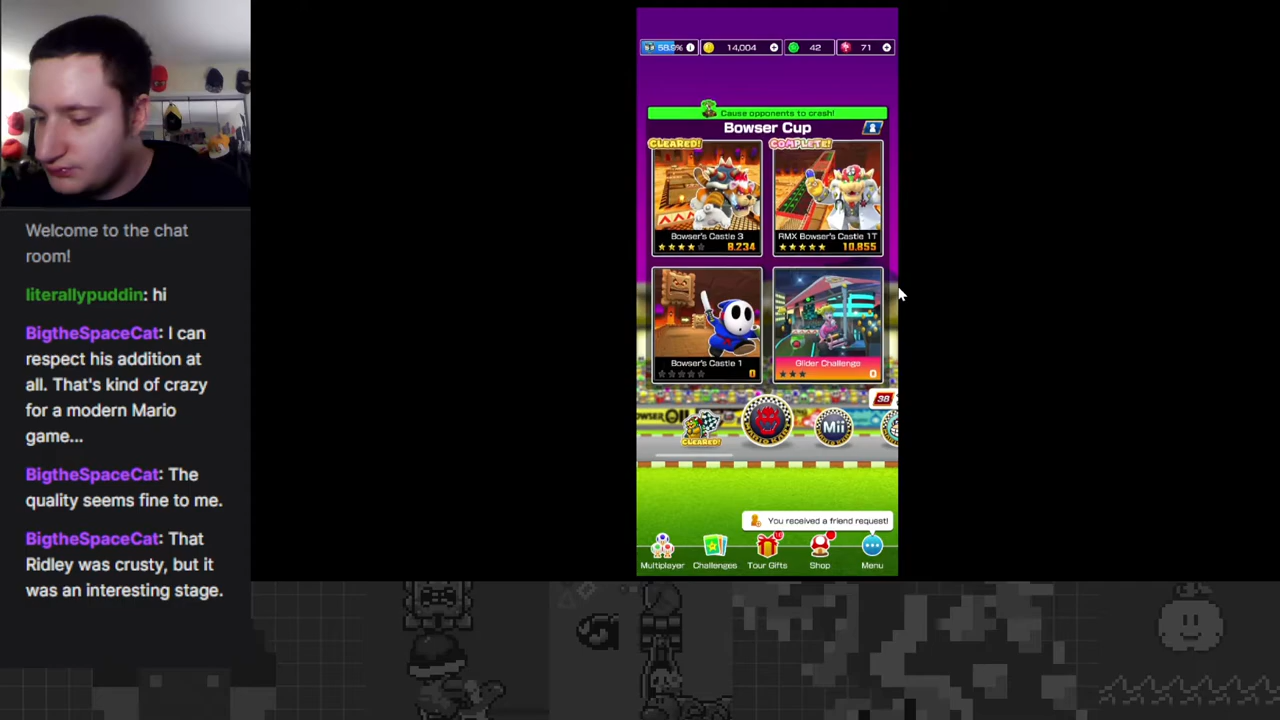 Welcome to the chat
room!
literallypuddin: hi
BigtheSpaceCat: I can
respect his addition at
all. That's kind of crazy
for a modern Mario
game...
BigtheSpaceCat: The
quality seems fine to me.
BigtheSpaceCat: That
Ridley was crusty, but it
was an interesting stage.
58.9%
14,004
42
71
Cause opponents to crash!
Bowser Cup
CLEARED!
COMPLETE!
Bowser's Castle 3
8,234
RMX Bowser's Castle 1T
10,855
Bowser's Castle 1
0
Glider Challenge
0
38
CLEARED!
MARIO KART
Mii
You received a friend request!
Multiplayer
Challenges
Tour Gifts
Shop
Menu